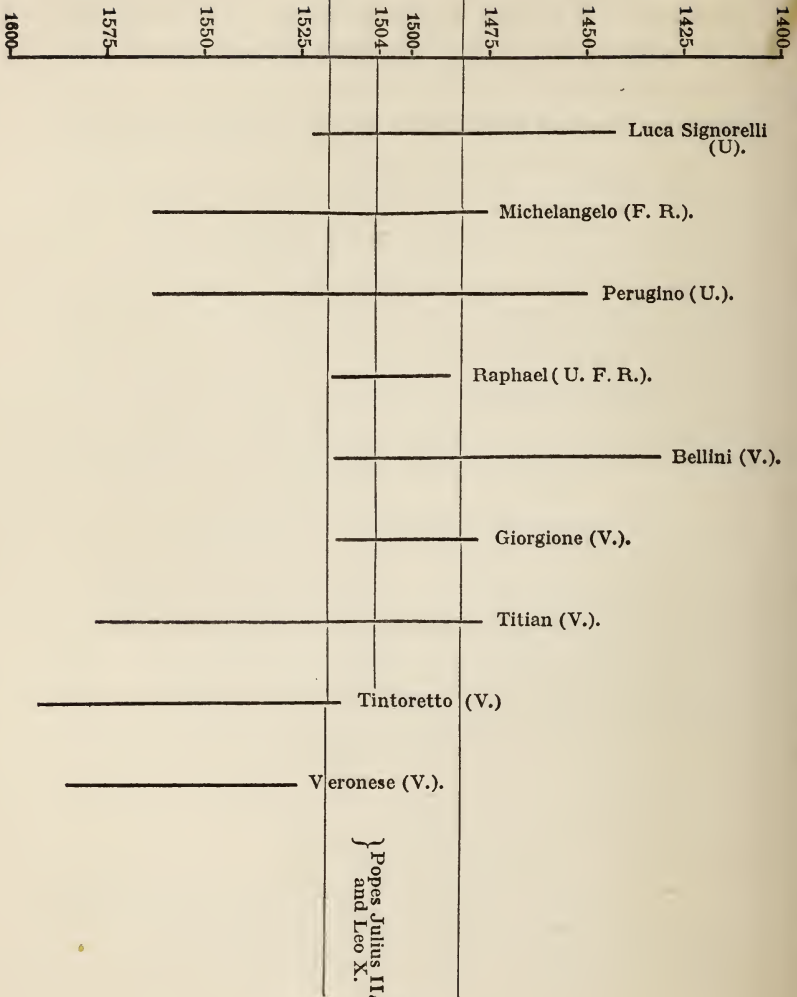 1600-
1575-
1550-
1525-
1504-
1500-
1475-
1450-
1425-
1400-
Luca Signorelli
(U).
Michelangelo (F. R.).
Perugino (U.).
Raphael ( U. F. R.).
Bellini (V.).
Giorgione (V.).
Titian (V.).
Tintoretto (V.)
Veronese (V.).
} Popes Julius II.
and Leo X.